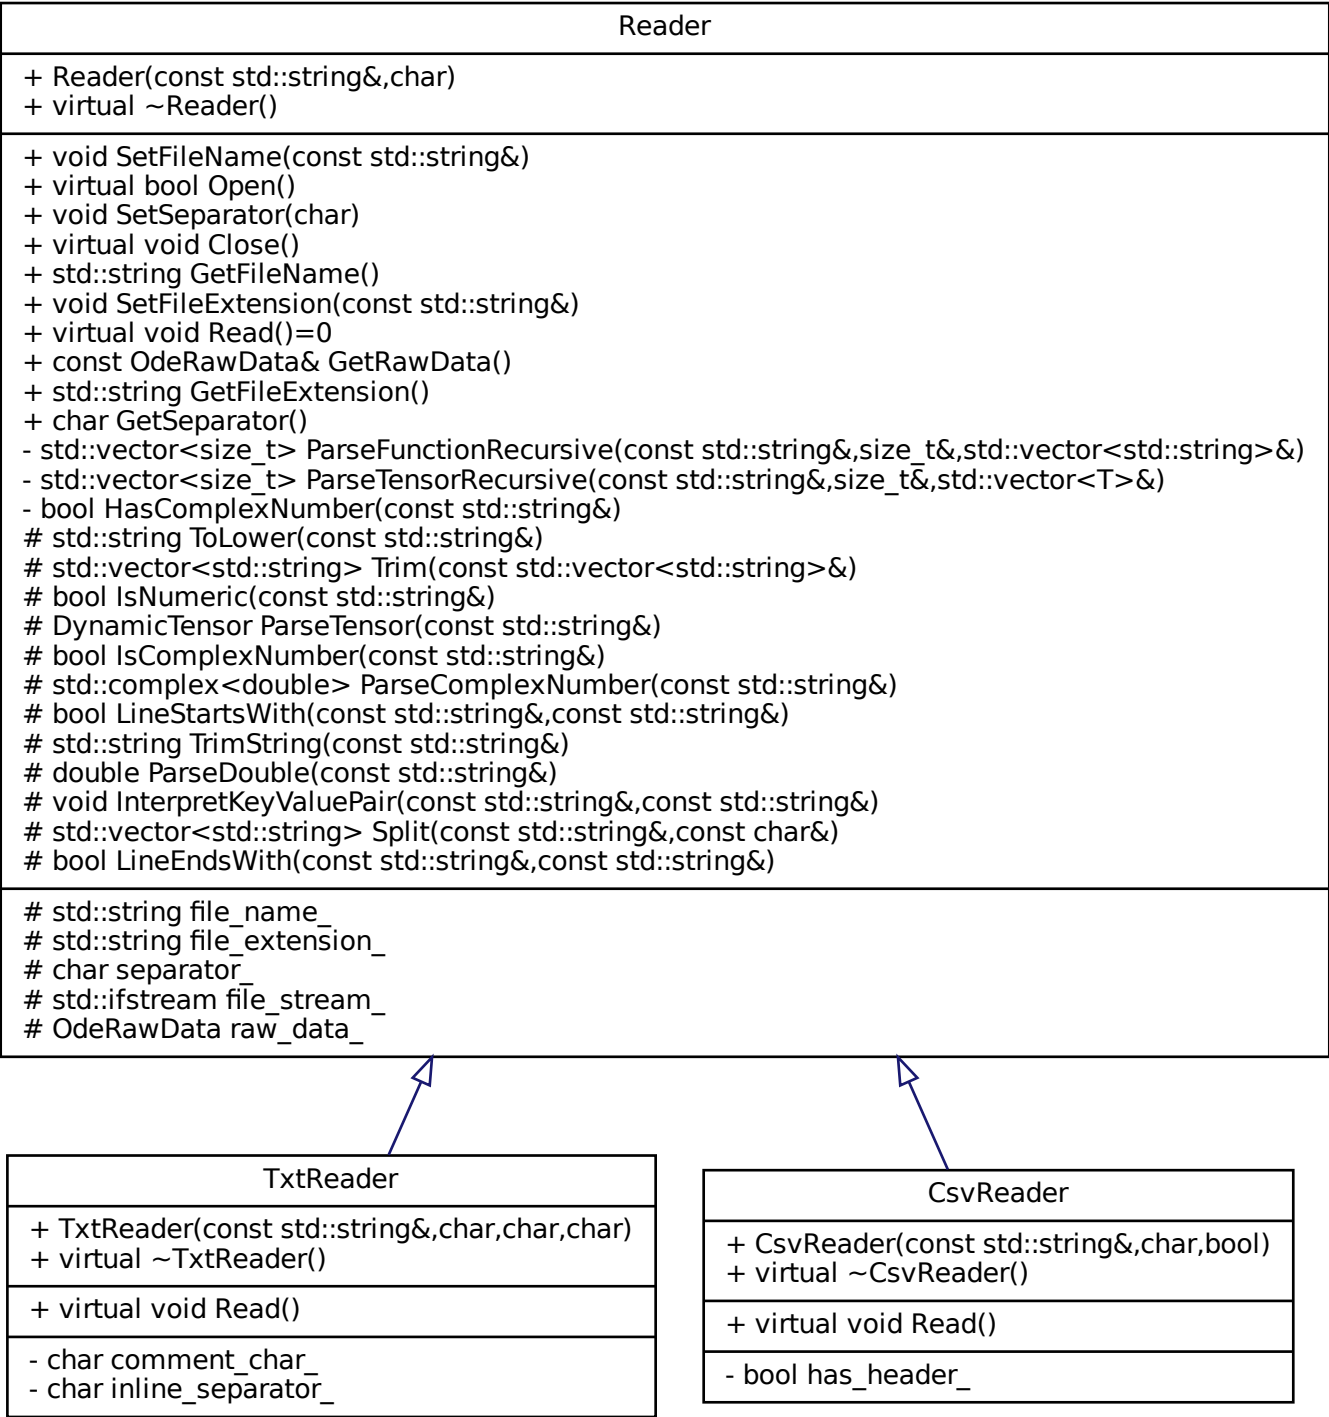 Reader
+ Reader(const std::string&,char)
+ virtual ~Reader()
+ void SetFileName(const std::string&)
+ virtual bool Open()
+ void SetSeparator(char)
+ virtual void Close()
+ std::string GetFileName()
+ void SetFileExtension(const std::string&)
+ virtual void Read()=0
+ const OdeRawData& GetRawData()
+ std::string GetFileExtension()
+ char GetSeparator()
- std::vector<size_t> ParseFunctionRecursive(const std::string&,size_t&,std::vector<std::string>&)
- std::vector<size_t> ParseTensorRecursive(const std::string&,size_t&,std::vector<T>&)
- bool HasComplexNumber(const std::string&)
# std::string ToLower(const std::string&)
# std::vector<std::string> Trim(const std::vector<std::string>&)
# bool IsNumeric(const std::string&)
# DynamicTensor ParseTensor(const std::string&)
# bool IsComplexNumber(const std::string&)
# std::complex<double> ParseComplexNumber(const std::string&)
# bool LineStartsWith(const std::string&,const std::string&)
# std::string TrimString(const std::string&)
# double ParseDouble(const std::string&)
# void InterpretKeyValuePair(const std::string&,const std::string&)
# std::vector<std::string> Split(const std::string&,const char&)
# bool LineEndsWith(const std::string&,const std::string&)
# std::string file_name_
# std::string file_extension_
# char separator_
# std::ifstream file_stream_
# OdeRawData raw_data_
TxtReader
+ TxtReader(const std::string&,char,char,char)
+ virtual ~TxtReader()
+ virtual void Read()
- char comment_char_
- char inline_separator_
CsvReader
+ CsvReader(const std::string&,char,bool)
+ virtual ~CsvReader()
+ virtual void Read()
- bool has_header_